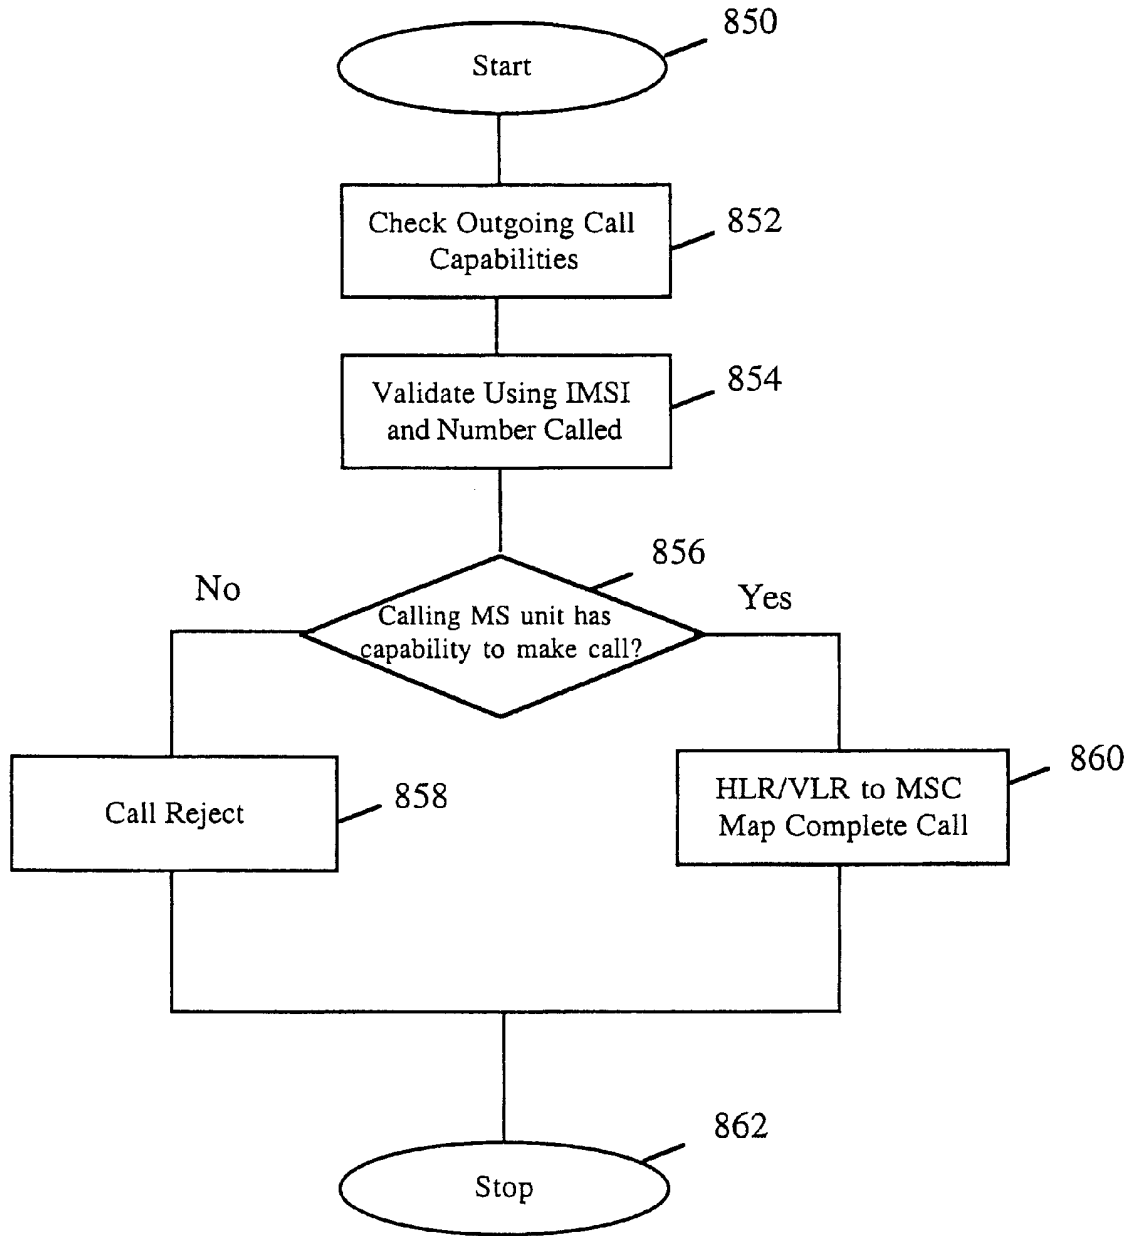 850
Start
Check Outgoing Call
Capabilities
852
Validate Using IMSI
and Number Called
854
856
No
Yes
Calling MS unit has
capability to make call?
Call Reject
858
HLR/VLR to MSC
Map Complete Call
860
862
Stop